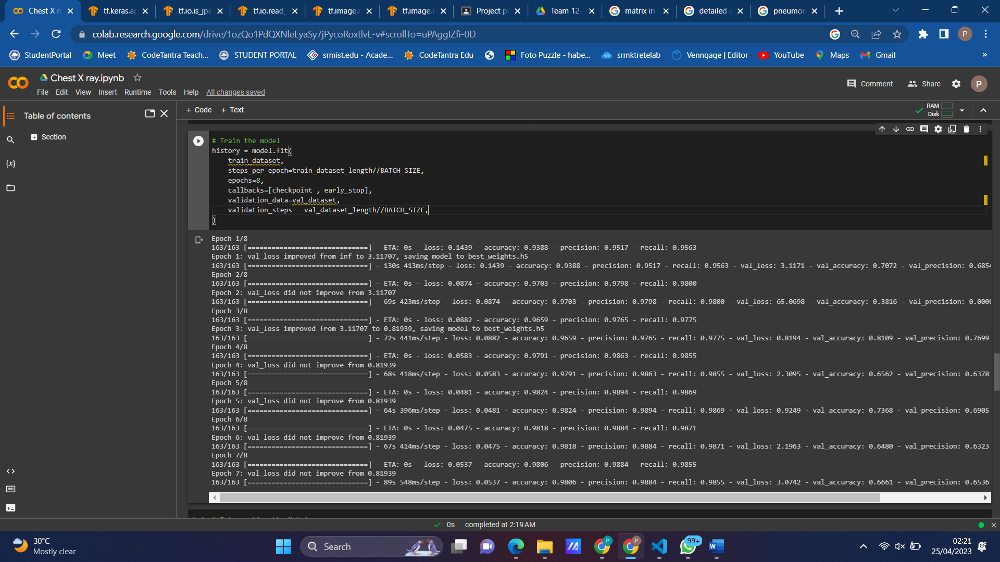 Chest X ra
tf.keras.ap
tf.io.is_jpe
tf.io.read_
tf.image.r
tf.image.r
Project pr
Team 12-
matrix in
detailed s
pneumon
colab.research.google.com/drive/1ozQo1PdQXNleEyaSy7jPycoRoxtlvE-v#scrollTo=uPAggIZfi-0D
P
StudentPortal
Meet
CodeTantra Teach...
STUDENT PORTAL
srmist.edu - Acade...
CodeTantra Edu
Foto Puzzle - habe...
srmktretelab
Venngage | Editor
YouTube
Maps
Gmail
»
Chest X ray.ipynb
Comment
Share
P
File Edit View Insert Runtime Tools Help All changes saved
Table of contents
+ Code + Text
RAM
Disk
Section
{x}
# Train the model
history = model.fit(
train_dataset,
steps_per_epoch=train_dataset_length//BATCH_SIZE,
epochs=8,
callbacks=[checkpoint , early_stop],
validation_data=val_dataset,
validation_steps = val_dataset_length//BATCH_SIZE,
)
Epoch 1/8
163/163 [==============================] - ETA: 0s - loss: 0.1439 - accuracy: 0.9388 - precision: 0.9517 - recall: 0.9563
Epoch 1: val_loss improved from inf to 3.11707, saving model to best_weights.h5
163/163 [==============================] - 130s 413ms/step - loss: 0.1439 - accuracy: 0.9388 - precision: 0.9517 - recall: 0.9563 - val_loss: 3.1171 - val_accuracy: 0.7072 - val_precision: 0.6854
Epoch 2/8
163/163 [==============================] - ETA: 0s - loss: 0.0874 - accuracy: 0.9703 - precision: 0.9798 - recall: 0.9800
Epoch 2: val_loss did not improve from 3.11707
163/163 [==============================] - 69s 423ms/step - loss: 0.0874 - accuracy: 0.9703 - precision: 0.9798 - recall: 0.9800 - val_loss: 65.0698 - val_accuracy: 0.3816 - val_precision: 0.0000
Epoch 3/8
163/163 [==============================] - ETA: 0s - loss: 0.0882 - accuracy: 0.9659 - precision: 0.9765 - recall: 0.9775
Epoch 3: val_loss improved from 3.11707 to 0.81939, saving model to best_weights.h5
163/163 [==============================] - 72s 441ms/step - loss: 0.0882 - accuracy: 0.9659 - precision: 0.9765 - recall: 0.9775 - val_loss: 0.8194 - val_accuracy: 0.8109 - val_precision: 0.7699
Epoch 4/8
163/163 [==============================] - ETA: 0s - loss: 0.0583 - accuracy: 0.9791 - precision: 0.9863 - recall: 0.9855
Epoch 4: val_loss did not improve from 0.81939
163/163 [==============================] - 68s 418ms/step - loss: 0.0583 - accuracy: 0.9791 - precision: 0.9863 - recall: 0.9855 - val_loss: 2.3095 - val_accuracy: 0.6562 - val_precision: 0.6378
Epoch 5/8
163/163 [==============================] - ETA: 0s - loss: 0.0481 - accuracy: 0.9824 - precision: 0.9894 - recall: 0.9869
Epoch 5: val_loss did not improve from 0.81939
163/163 [==============================] - 64s 396ms/step - loss: 0.0481 - accuracy: 0.9824 - precision: 0.9894 - recall: 0.9869 - val_loss: 0.9249 - val_accuracy: 0.7368 - val_precision: 0.6905
Epoch 6/8
163/163 [==============================] - ETA: 0s - loss: 0.0475 - accuracy: 0.9818 - precision: 0.9884 - recall: 0.9871
Epoch 6: val_loss did not improve from 0.81939
163/163 [==============================] - 67s 414ms/step - loss: 0.0475 - accuracy: 0.9818 - precision: 0.9884 - recall: 0.9871 - val_loss: 2.1963 - val_accuracy: 0.6480 - val_precision: 0.6323
Epoch 7/8
163/163 [==============================] - ETA: 0s - loss: 0.0537 - accuracy: 0.9806 - precision: 0.9884 - recall: 0.9855
Epoch 7: val_loss did not improve from 0.81939
163/163 [==============================] - 89s 548ms/step - loss: 0.0537 - accuracy: 0.9806 - precision: 0.9884 - recall: 0.9855 - val_loss: 3.0742 - val_accuracy: 0.6661 - val_precision: 0.6536
0s completed at 2:19 AM
30°C
Mostly clear
Search
99+
02:21
25/04/2023